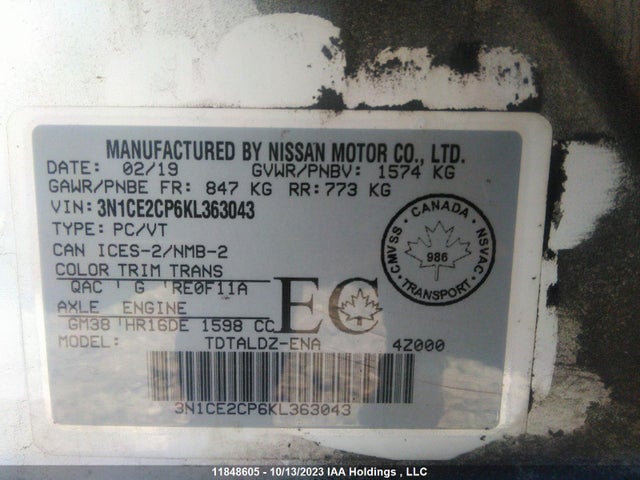 MANUFACTURED BY NISSAN MOTOR CO., LTD.
DATE: 02/19 GVWR/PNBV: 1574 KG
GAWR/PNBE FR: 847 KG RR: 773 KG
VIN: 3N1CE2CP6KL363043
TYPE: PC/VT
CAN ICES-2/NMB-2
COLOR TRIM TRANS
QAC ' G ' RE0F11A
AXLE ENGINE
GM38 ' HR16DE 1598 CC
MODEL: TDTALDZ-ENA 4Z000
EC
CANADA
CMVSS 986 NSVAC
TRANSPORT
3N1CE2CP6KL363043
11848605 - 10/13/2023 IAA Holdings , LLC